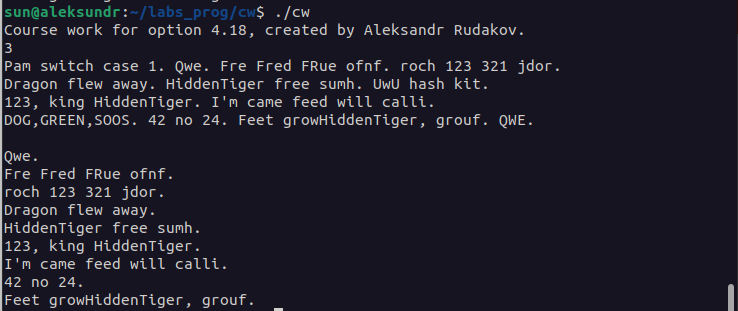 sun@aleksundr:~/labs_prog/cw$ ./cw
Course work for option 4.18, created by Aleksandr Rudakov.
3
Pam switch case 1. Qwe. Fre Fred FRue ofnf. roch 123 321 jdor.
Dragon flew away. HiddenTiger free sumh. UwU hash kit.
123, king HiddenTiger. I'm came feed will calli.
DOG,GREEN,SOOS. 42 no 24. Feet growHiddenTiger, grouf. QWE.

Qwe.
Fre Fred FRue ofnf.
roch 123 321 jdor.
Dragon flew away.
HiddenTiger free sumh.
123, king HiddenTiger.
I'm came feed will calli.
42 no 24.
Feet growHiddenTiger, grouf.